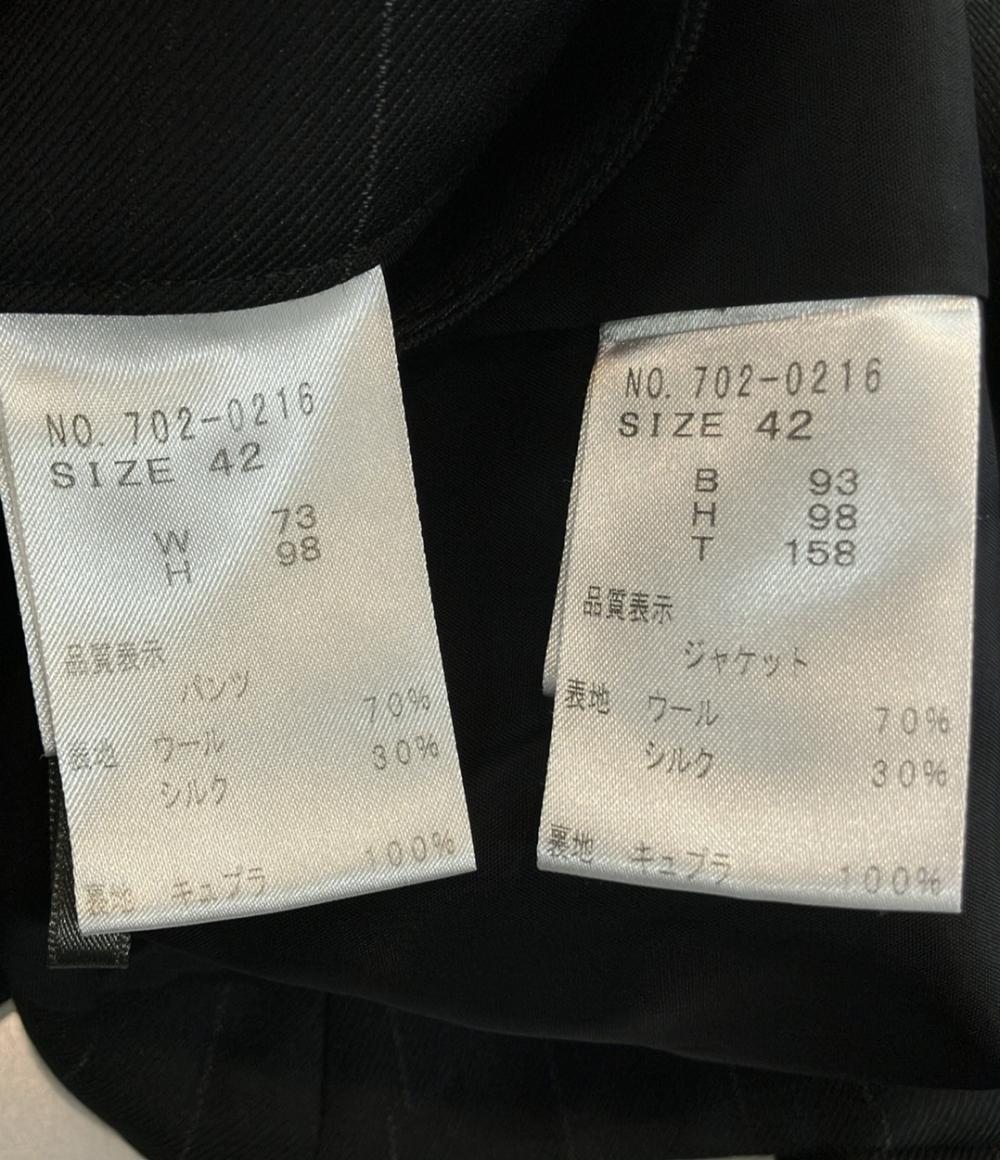 NO. 702-0216
SIZE 42
W 73
H 98
品質表示
パンツ
表地 ウール 70%
シルク 30%
裏地 キュプラ 100%
NO. 702-0216
SIZE 42
B 93
H 98
T 158
品質表示
ジャケット
表地 ウール 70%
シルク 30%
裏地 キュプラ 100%